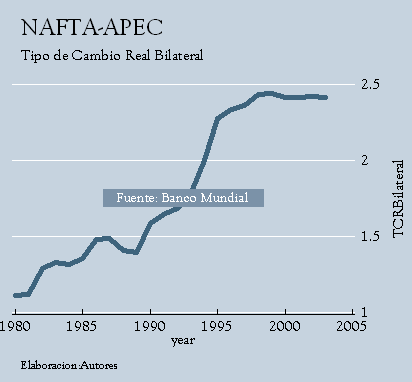 NAFTA-APEC
Tipo de Cambio Real Bilateral
2.5
2
Fuente: Banco Mundial
1.5
1
TCRBilateral
1980 1985 1990 1995 2000 2005
year
Elaboracion:Autores